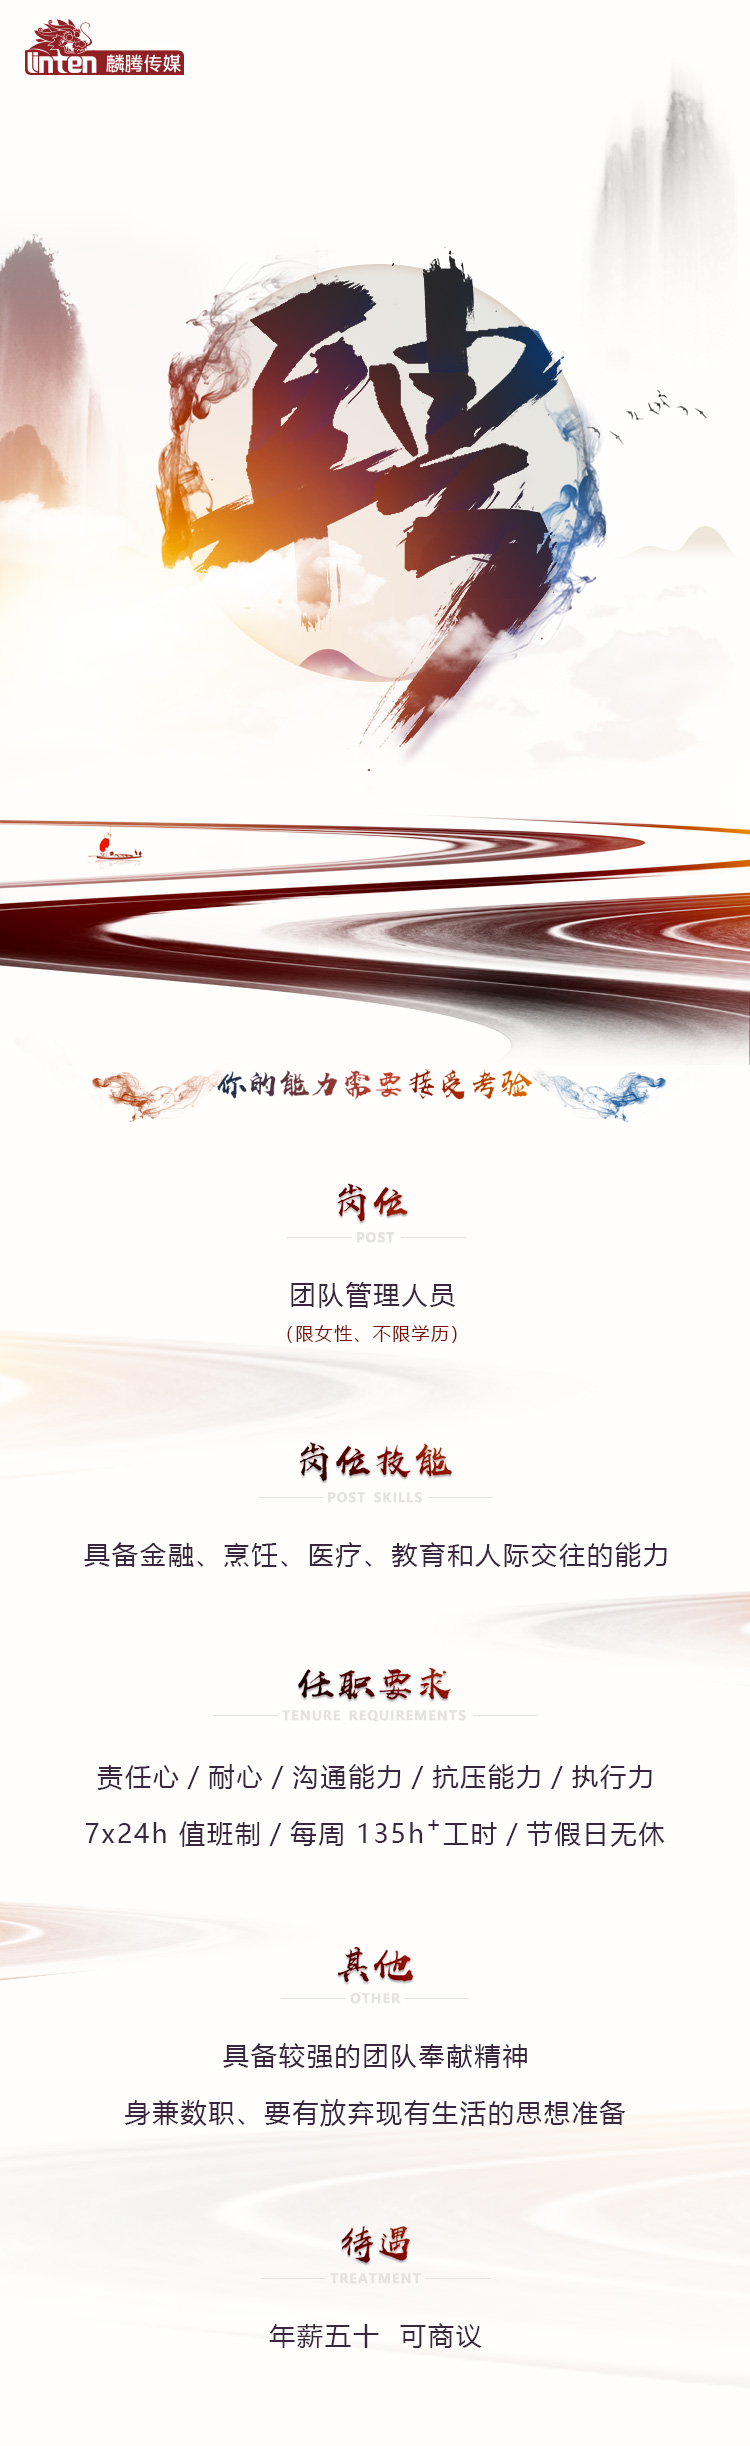 linten 麟腾传媒
聘
你的能力需要接受考验
岗位
POST
团队管理人员
（限女性、不限学历）
岗位技能
POST SKILLS
具备金融、烹饪、医疗、教育和人际交往的能力
任职要求
TENURE REQUIREMENTS
责任心 / 耐心 / 沟通能力 / 抗压能力 / 执行力
7x24h 值班制 / 每周 135h⁺工时 / 节假日无休
其他
OTHER
具备较强的团队奉献精神
身兼数职、要有放弃现有生活的思想准备
待遇
TREATMENT
年薪五十 可商议